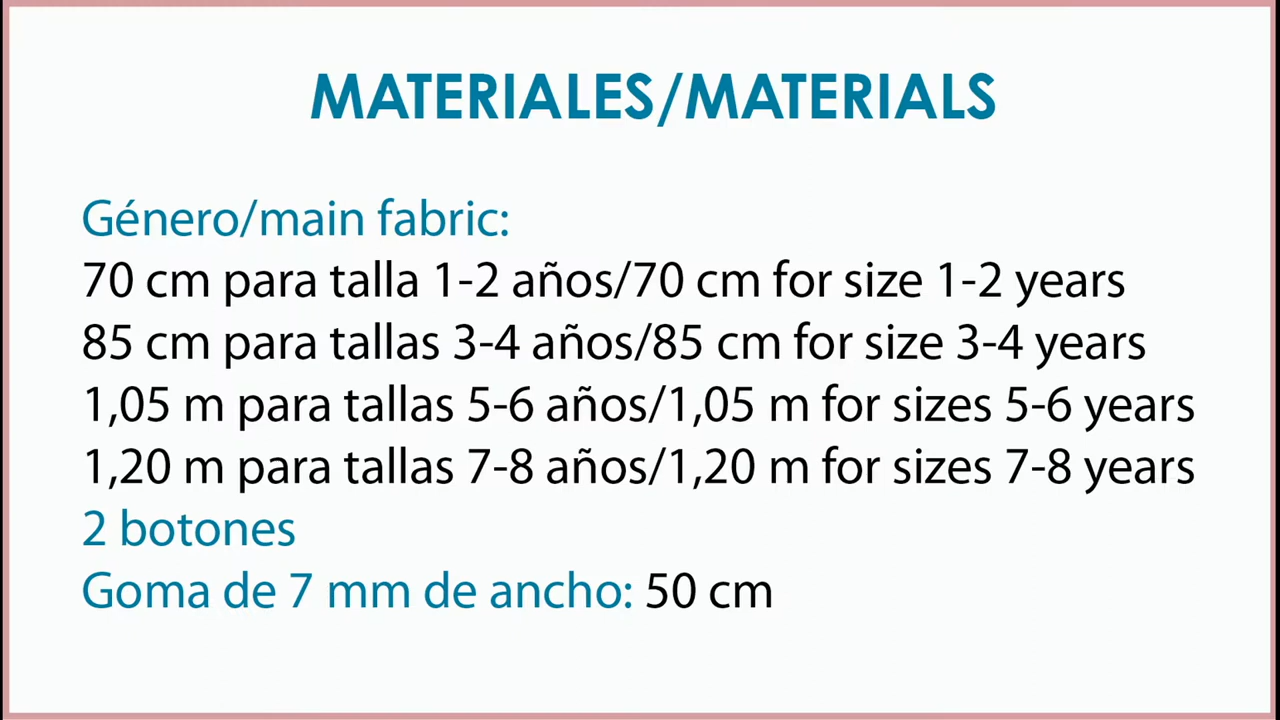 MATERIALES/MATERIALS
Género/main fabric:
70 cm para talla 1-2 años/70 cm for size 1-2 years
85 cm para tallas 3-4 años/85 cm for size 3-4 years
1,05 m para tallas 5-6 años/1,05 m for sizes 5-6 years
1,20 m para tallas 7-8 años/1,20 m for sizes 7-8 years
2 botones
Goma de 7 mm de ancho: 50 cm